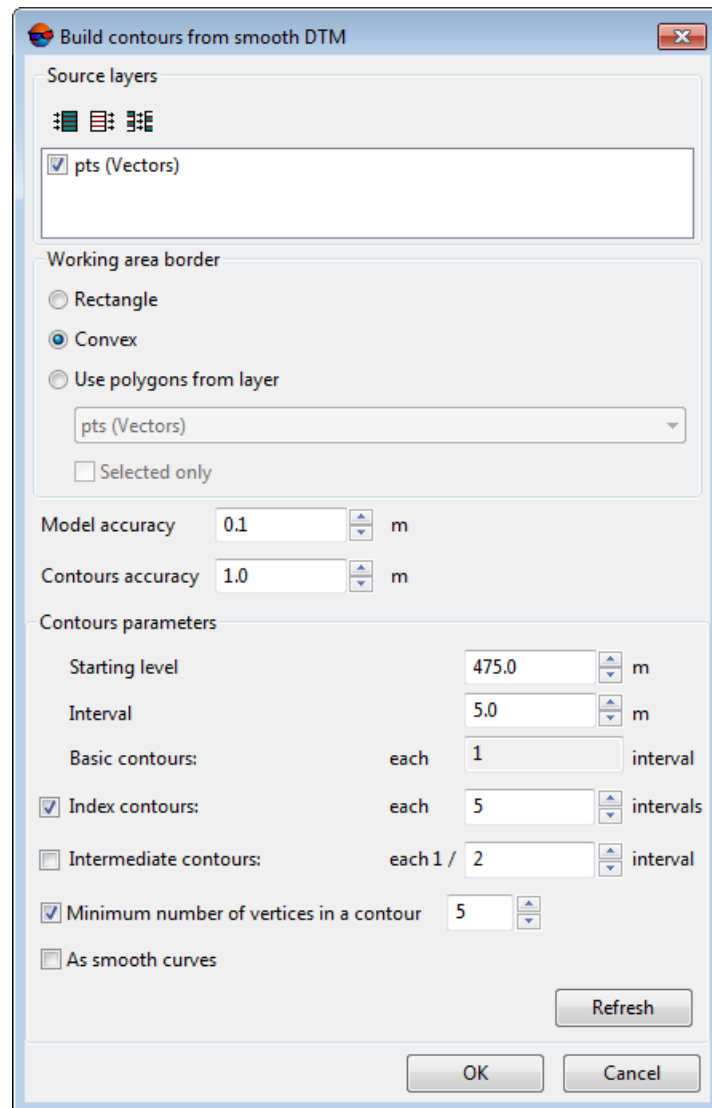 Build contours from smooth DTM
Source layers
pts (Vectors)
Working area border
Rectangle
Convex
Use polygons from layer
pts (Vectors)
Selected only
Model accuracy 0.1 m
Contours accuracy 1.0 m
Contours parameters
Starting level 475.0 m
Interval 5.0 m
Basic contours: each 1 interval
Index contours: each 5 intervals
Intermediate contours: each 1 / 2 interval
Minimum number of vertices in a contour 5
As smooth curves
Refresh
OK Cancel